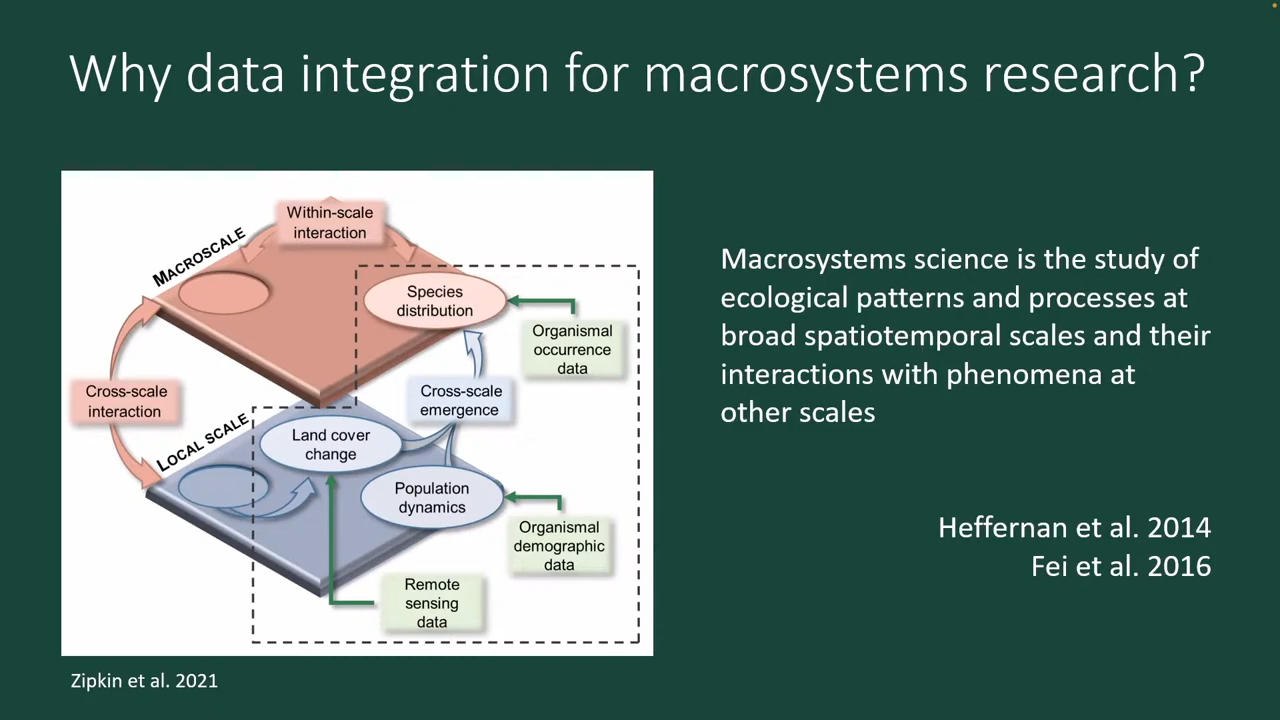 Why data integration for macrosystems research?
Within-scale
interaction
MACROSCALE
Species
distribution
Organismal
occurrence
data
Cross-scale
interaction
Cross-scale
emergence
LOCAL SCALE
Land cover
change
Population
dynamics
Organismal
demographic
data
Remote
sensing
data
Zipkin et al. 2021
Macrosystems science is the study of
ecological patterns and processes at
broad spatiotemporal scales and their
interactions with phenomena at
other scales
Heffernan et al. 2014
Fei et al. 2016